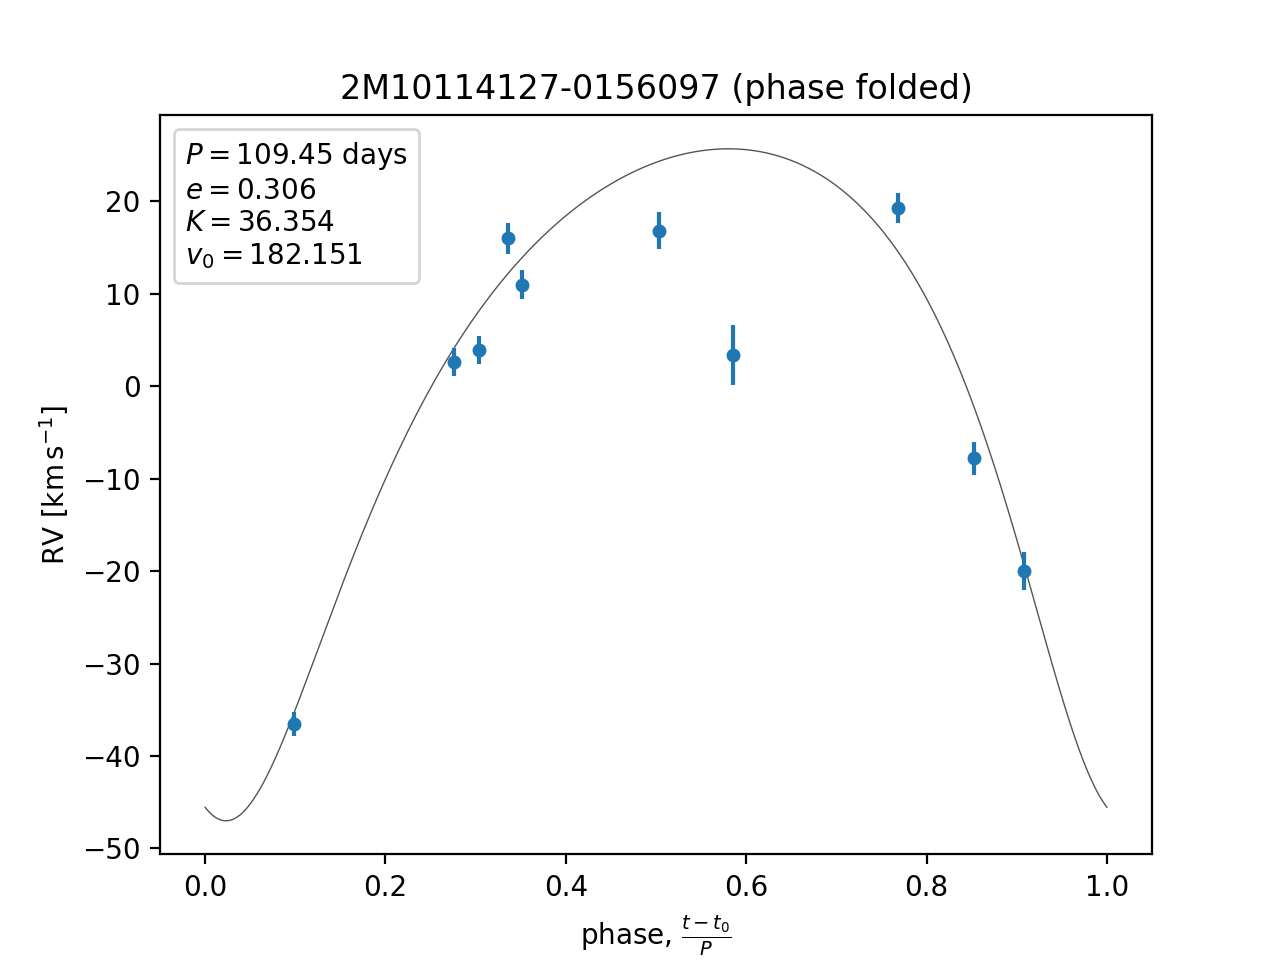 2M10114127-0156097 (phase folded)
P = 109.45 days
e = 0.306
K = 36.354
v₀ = 182.151
20
10
0
−10
−20
−30
−40
−50
RV [km s⁻¹]
0.0 0.2 0.4 0.6 0.8 1.0
phase, (t − t₀)/P